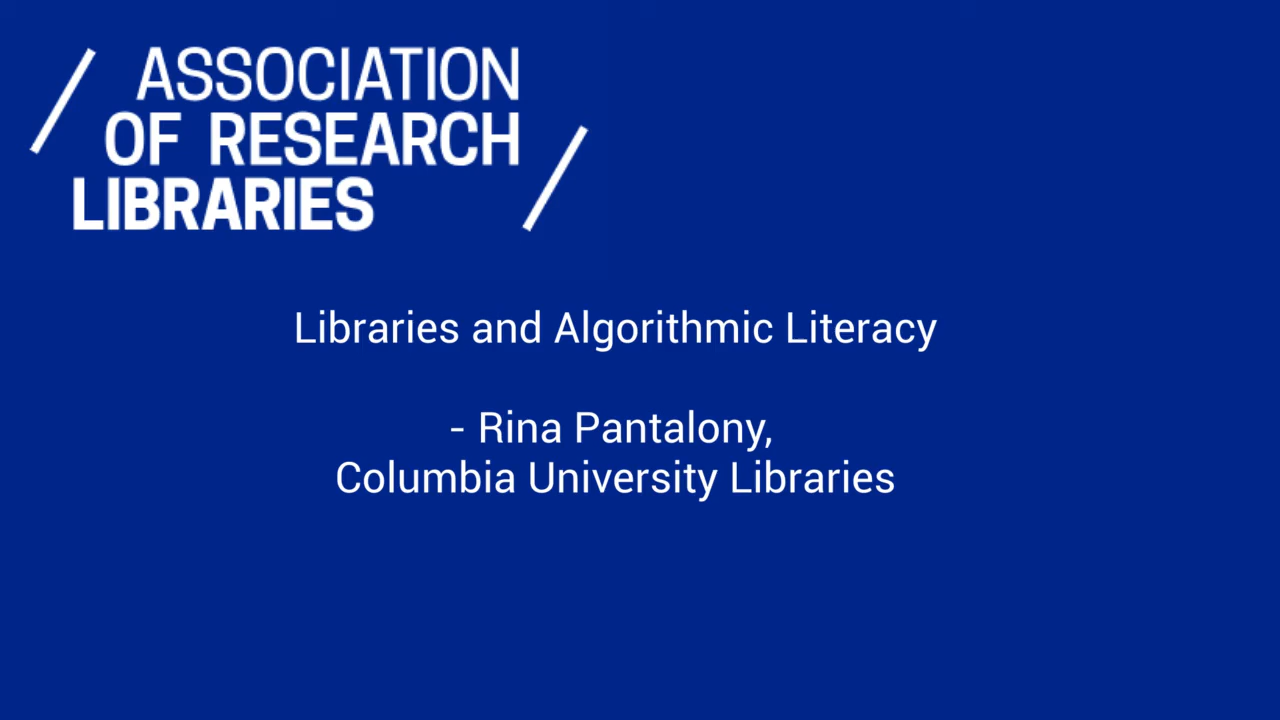 ASSOCIATION
OF RESEARCH
LIBRARIES
Libraries and Algorithmic Literacy
- Rina Pantalony,
Columbia University Libraries